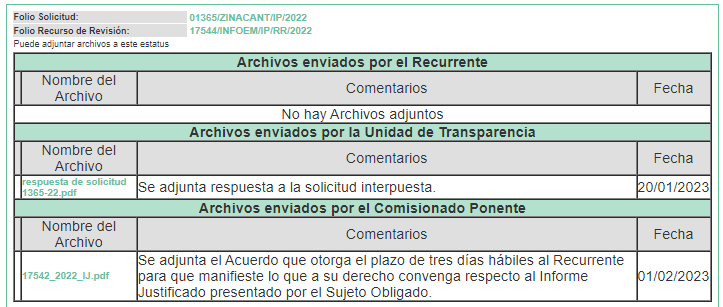 Folio Solicitud: 01365/ZINACANT/IP/2022
Folio Recurso de Revisión: 17544/INFOEM/IP/RR/2022
Puede adjuntar archivos a este estatus
Archivos enviados por el Recurrente
Nombre del Archivo Comentarios Fecha
No hay Archivos adjuntos
Archivos enviados por la Unidad de Transparencia
Nombre del Archivo Comentarios Fecha
respuesta de solicitud 1365-22.pdf Se adjunta respuesta a la solicitud interpuesta. 20/01/2023
Archivos enviados por el Comisionado Ponente
Nombre del Archivo Comentarios Fecha
17542_2022_IJ.pdf
Se adjunta el Acuerdo que otorga el plazo de tres días hábiles al Recurrente
para que manifieste lo que a su derecho convenga respecto al Informe
Justificado presentado por el Sujeto Obligado.
01/02/2023